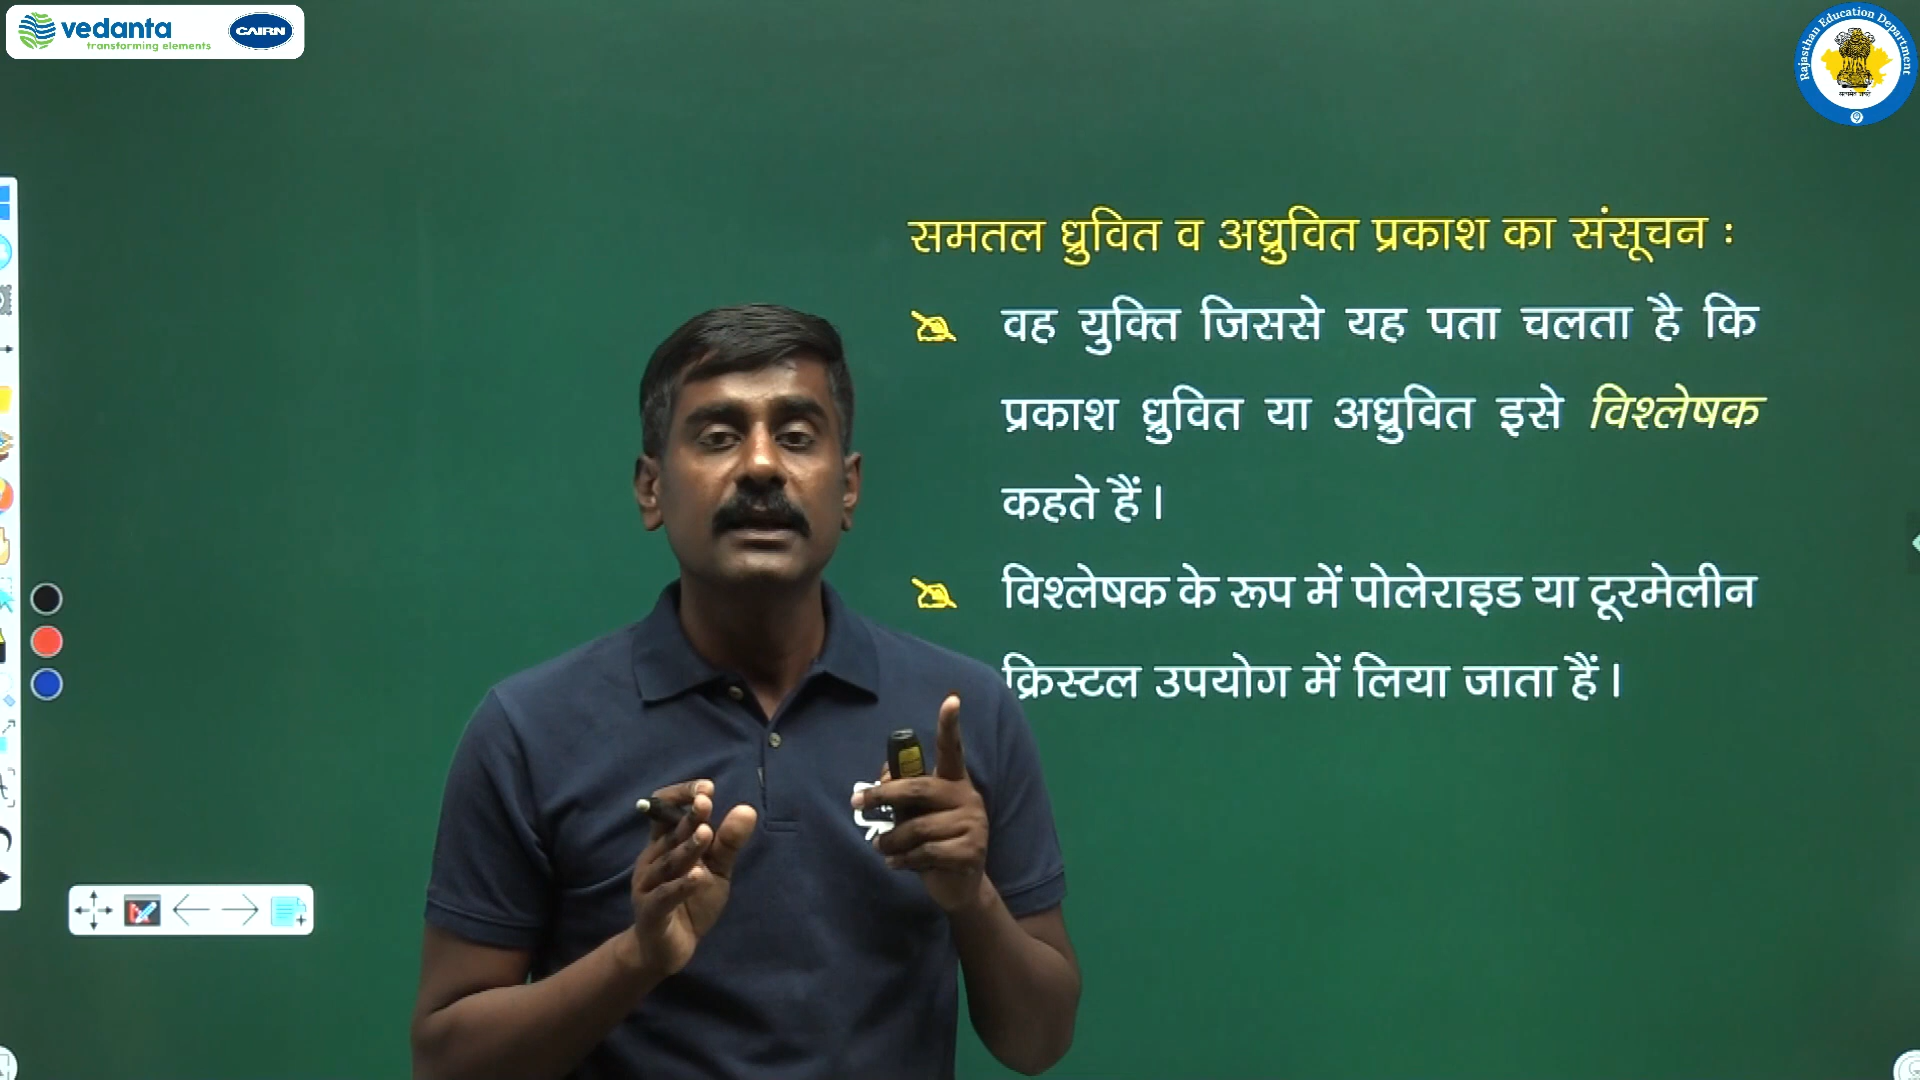 vedanta
transforming elements
CAIRN
Rajasthan Education Department
समतल ध्रुवित व अध्रुवित प्रकाश का संसूचन :
वह युक्ति जिससे यह पता चलता है कि
प्रकाश ध्रुवित या अध्रुवित इसे विश्लेषक
कहते हैं।
विश्लेषक के रूप में पोलेराइड या टूरमेलीन
क्रिस्टल उपयोग में लिया जाता हैं।